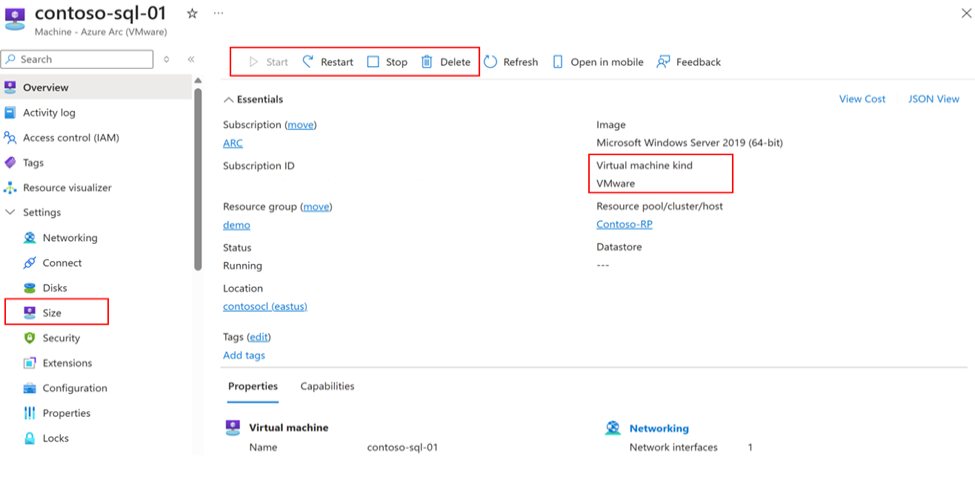 contoso-sql-01
Machine - Azure Arc (VMware)
Search
Overview
Activity log
Access control (IAM)
Tags
Resource visualizer
Settings
Networking
Connect
Disks
Size
Security
Extensions
Configuration
Properties
Locks
Start Restart Stop Delete Refresh Open in mobile Feedback
Essentials
View Cost JSON View
Subscription (move)
ARC
Subscription ID
Resource group (move)
demo
Status
Running
Location
contosocl (eastus)
Tags (edit)
Add tags
Image
Microsoft Windows Server 2019 (64-bit)
Virtual machine kind
VMware
Resource pool/cluster/host
Contoso-RP
Datastore
---
Properties Capabilities
Virtual machine
Name contoso-sql-01
Networking
Network interfaces 1